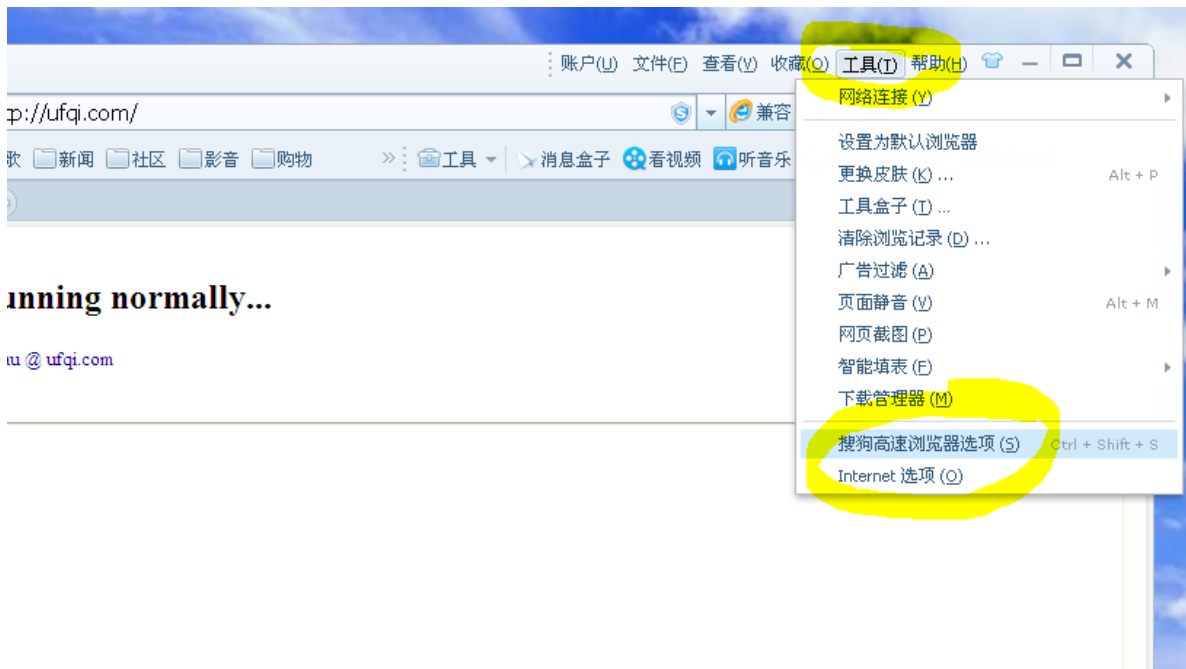 账户(U) 文件(F) 查看(V) 收藏(O) 工具(T) 帮助(H)
p://ufqi.com/ 兼容
歌 新闻 社区 影音 购物 » 工具 消息盒子 看视频 听音乐
unning normally...
@ ufqi.com
网络连接 (Y)
设置为默认浏览器
更换皮肤 (K) ... Alt + P
工具盒子 (T) ...
清除浏览记录 (D) ...
广告过滤 (A)
页面静音 (V) Alt + M
网页截图 (P)
智能填表 (F)
下载管理器 (M)
搜狗高速浏览器选项 (S) Ctrl + Shift + S
Internet 选项 (O)